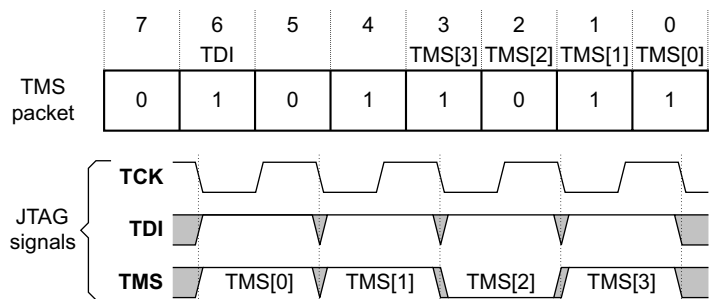 7 6 5 4 3 2 1 0
TDI TMS[3] TMS[2] TMS[1] TMS[0]
TMS
packet
0 1 0 1 1 0 1 1
JTAG
signals
TCK
TDI
TMS TMS[0] TMS[1] TMS[2] TMS[3]